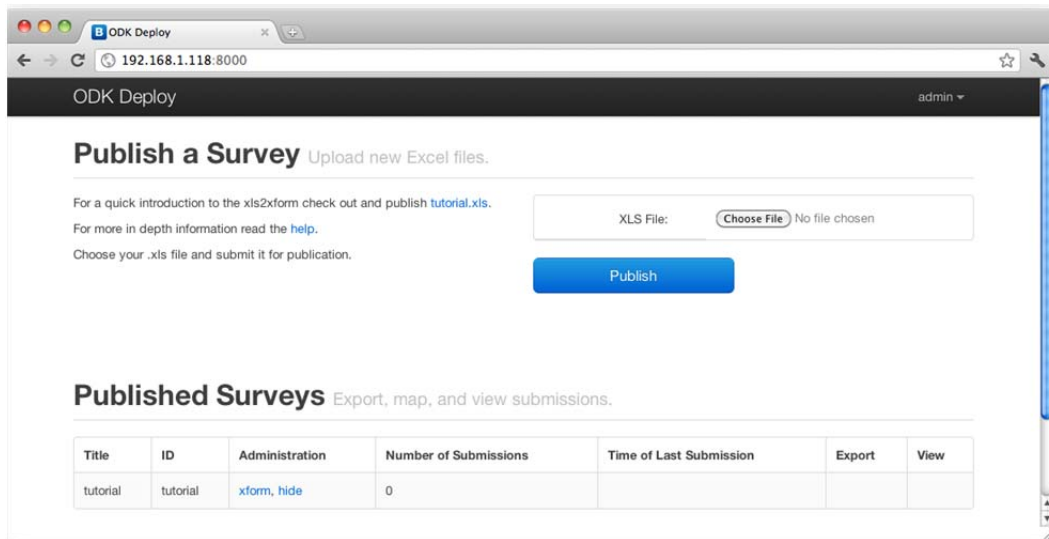 ODK Deploy
192.168.1.118:8000
ODK Deploy
admin
Publish a Survey Upload new Excel files.
For a quick introduction to the xls2xform check out and publish tutorial.xls.
For more in depth information read the help.
Choose your .xls file and submit it for publication.
XLS File: Choose File No file chosen
Publish
Published Surveys Export, map, and view submissions.
Title ID Administration Number of Submissions Time of Last Submission Export View
tutorial tutorial xform, hide 0